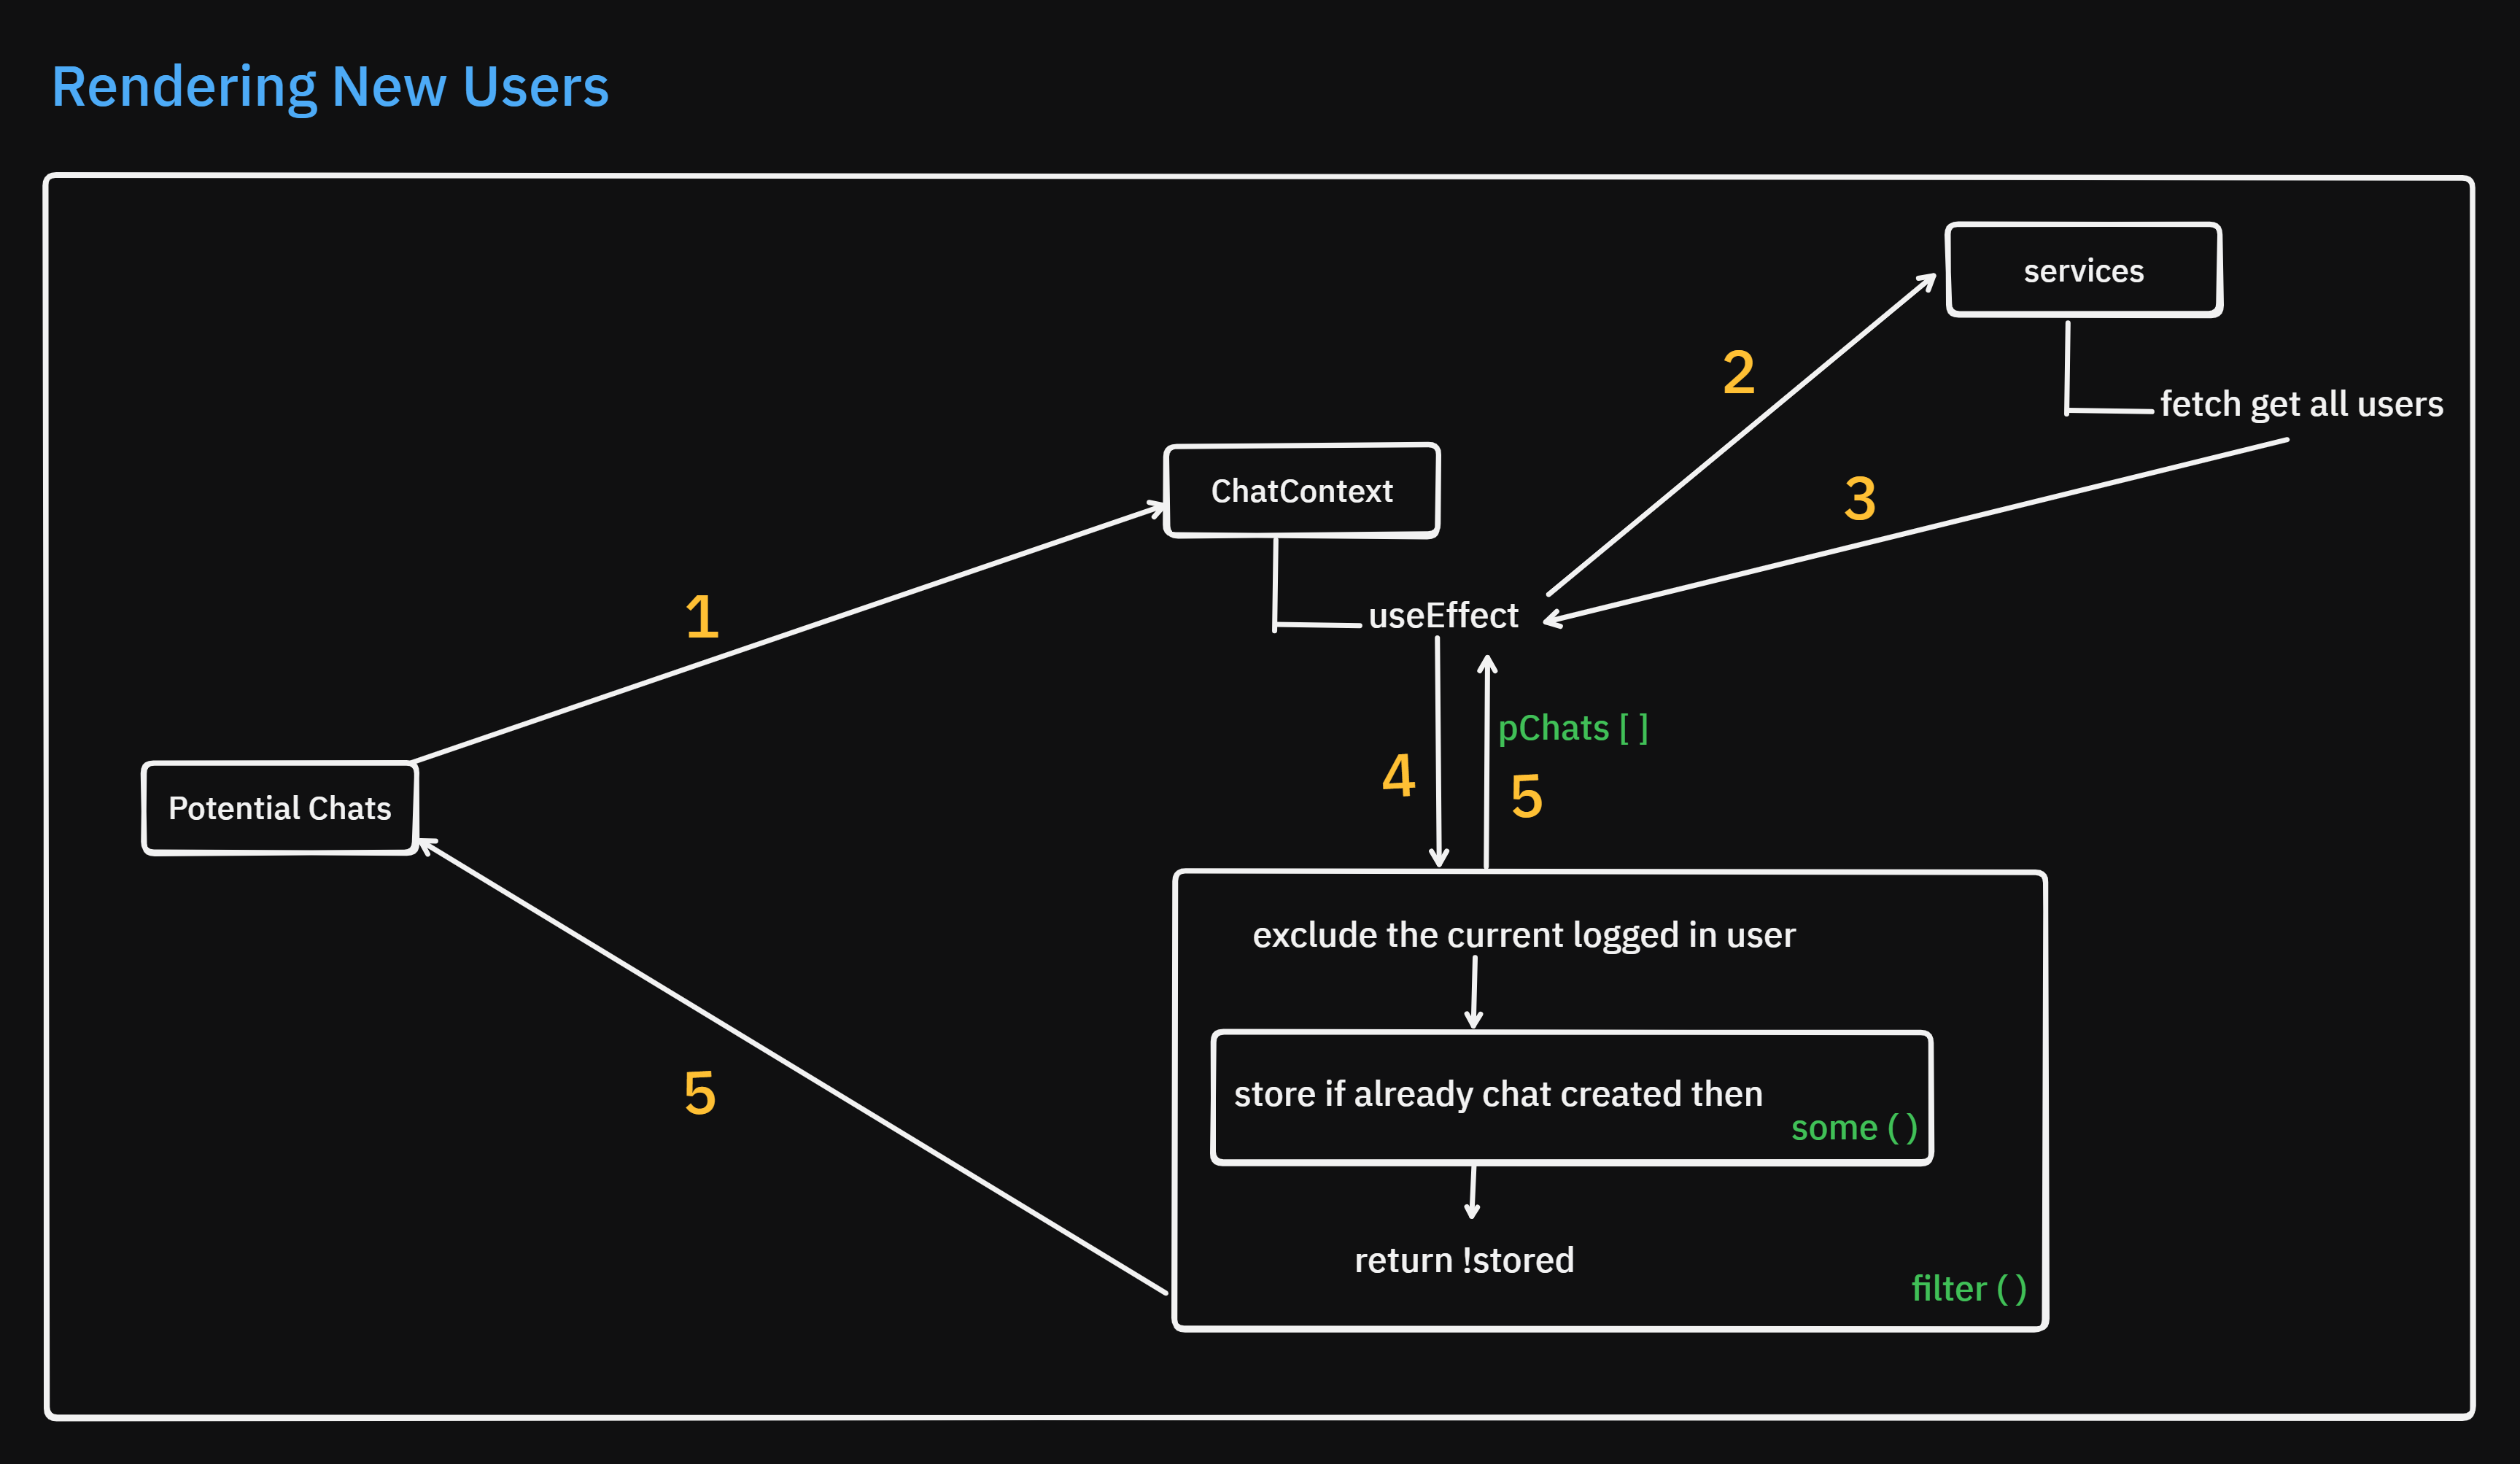 Rendering New Users
services
2
fetch get all users
ChatContext
3
1
useEffect
pChats [ ]
4
5
Potential Chats
exclude the current logged in user
store if already chat created then
some ( )
5
return !stored
filter ( )